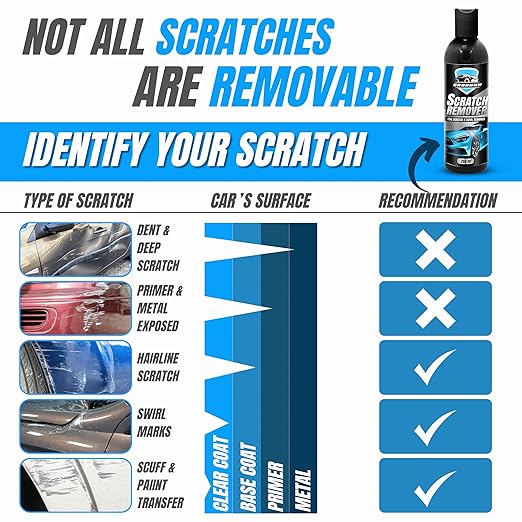 NOT ALL SCRATCHES
ARE REMOVABLE
IDENTIFY YOUR SCRATCH
SCRATCH
REMOVER
TYPE OF SCRATCH
CAR 'S SURFACE
RECOMMENDATION
DENT &
DEEP
SCRATCH
PRIMER &
METAL
EXPOSED
HAIRLINE
SCRATCH
SWIRL
MARKS
SCUFF &
PAINT
TRANSFER
CLEAR COAT
BASE COAT
PRIMER
METAL